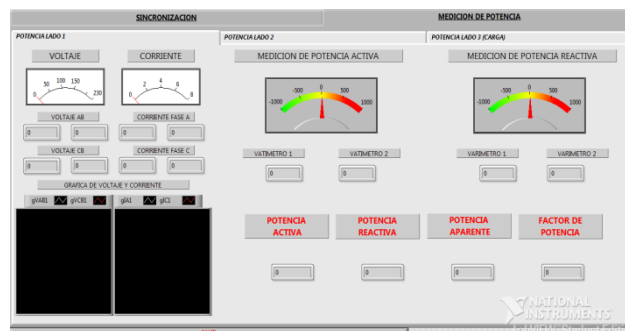 SINCRONIZACION
MEDICION DE POTENCIA
POTENCIA LADO 1
POTENCIA LADO 2
POTENCIA LADO 3 (CARGA)
VOLTAJE
CORRIENTE
MEDICION DE POTENCIA ACTIVA
MEDICION DE POTENCIA REACTIVA
0 50 100 150 230
0 2 4 6 8
-1000 -500 0 500 1000
-1000 -500 0 500 1000
VOLTAJE AB
CORRIENTE FASE A
0 0 0 0
VOLTAJE CB
CORRIENTE FASE C
0 0 0 0
VATIMETRO 1
VATIMETRO 2
VARIMETRO 1
VARIMETRO 2
0 0 0 0
GRAFICA DE VOLTAJE Y CORRIENTE
gVAB1 gVCB1 gIA1 gIC1
POTENCIA ACTIVA
POTENCIA REACTIVA
POTENCIA APARENTE
FACTOR DE POTENCIA
0 0 0 0
NATIONAL
INSTRUMENTS